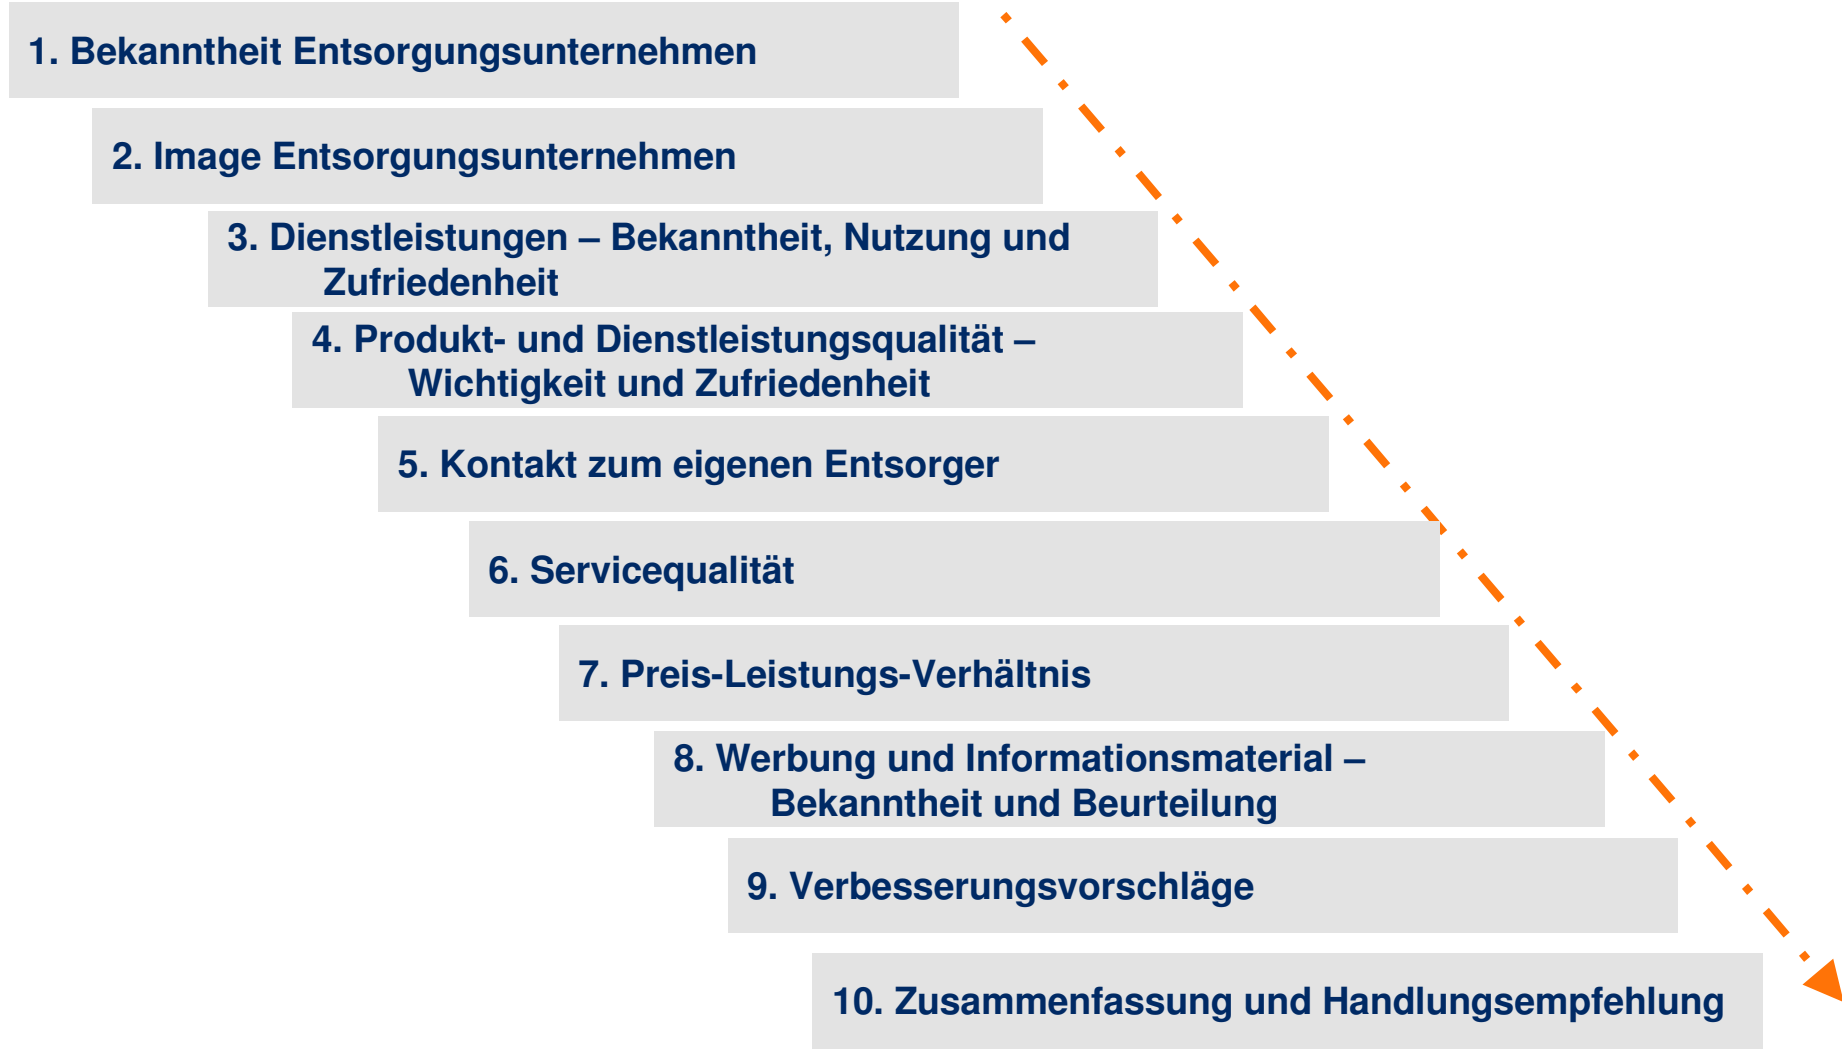 1. Bekanntheit Entsorgungsunternehmen
2. Image Entsorgungsunternehmen
3. Dienstleistungen – Bekanntheit, Nutzung und
Zufriedenheit
4. Produkt- und Dienstleistungsqualität –
Wichtigkeit und Zufriedenheit
5. Kontakt zum eigenen Entsorger
6. Servicequalität
7. Preis-Leistungs-Verhältnis
8. Werbung und Informationsmaterial –
Bekanntheit und Beurteilung
9. Verbesserungsvorschläge
10. Zusammenfassung und Handlungsempfehlung